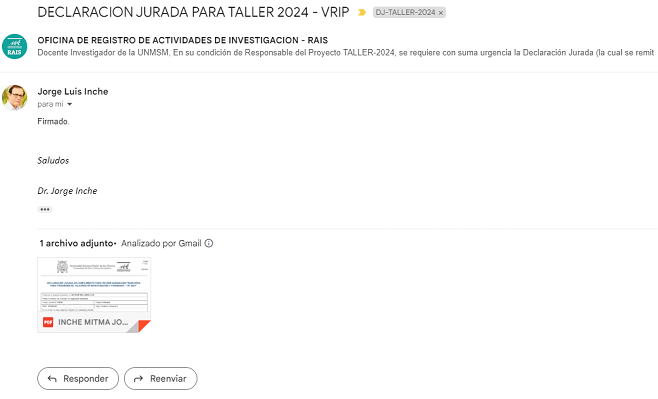 DECLARACION JURADA PARA TALLER 2024 - VRIP
DJ-TALLER-2024 ×
RAIS
OFICINA DE REGISTRO DE ACTIVIDADES DE INVESTIGACION - RAIS
Docente Investigador de la UNMSM, En su condición de Responsable del Proyecto TALLER-2024, se requiere con suma urgencia la Declaración Jurada (la cual se remit
Jorge Luis Inche
para mí
Firmado.
Saludos
Dr. Jorge Inche
1 archivo adjunto• Analizado por Gmail
PDF
INCHE MITMA JO...
Responder
Reenviar